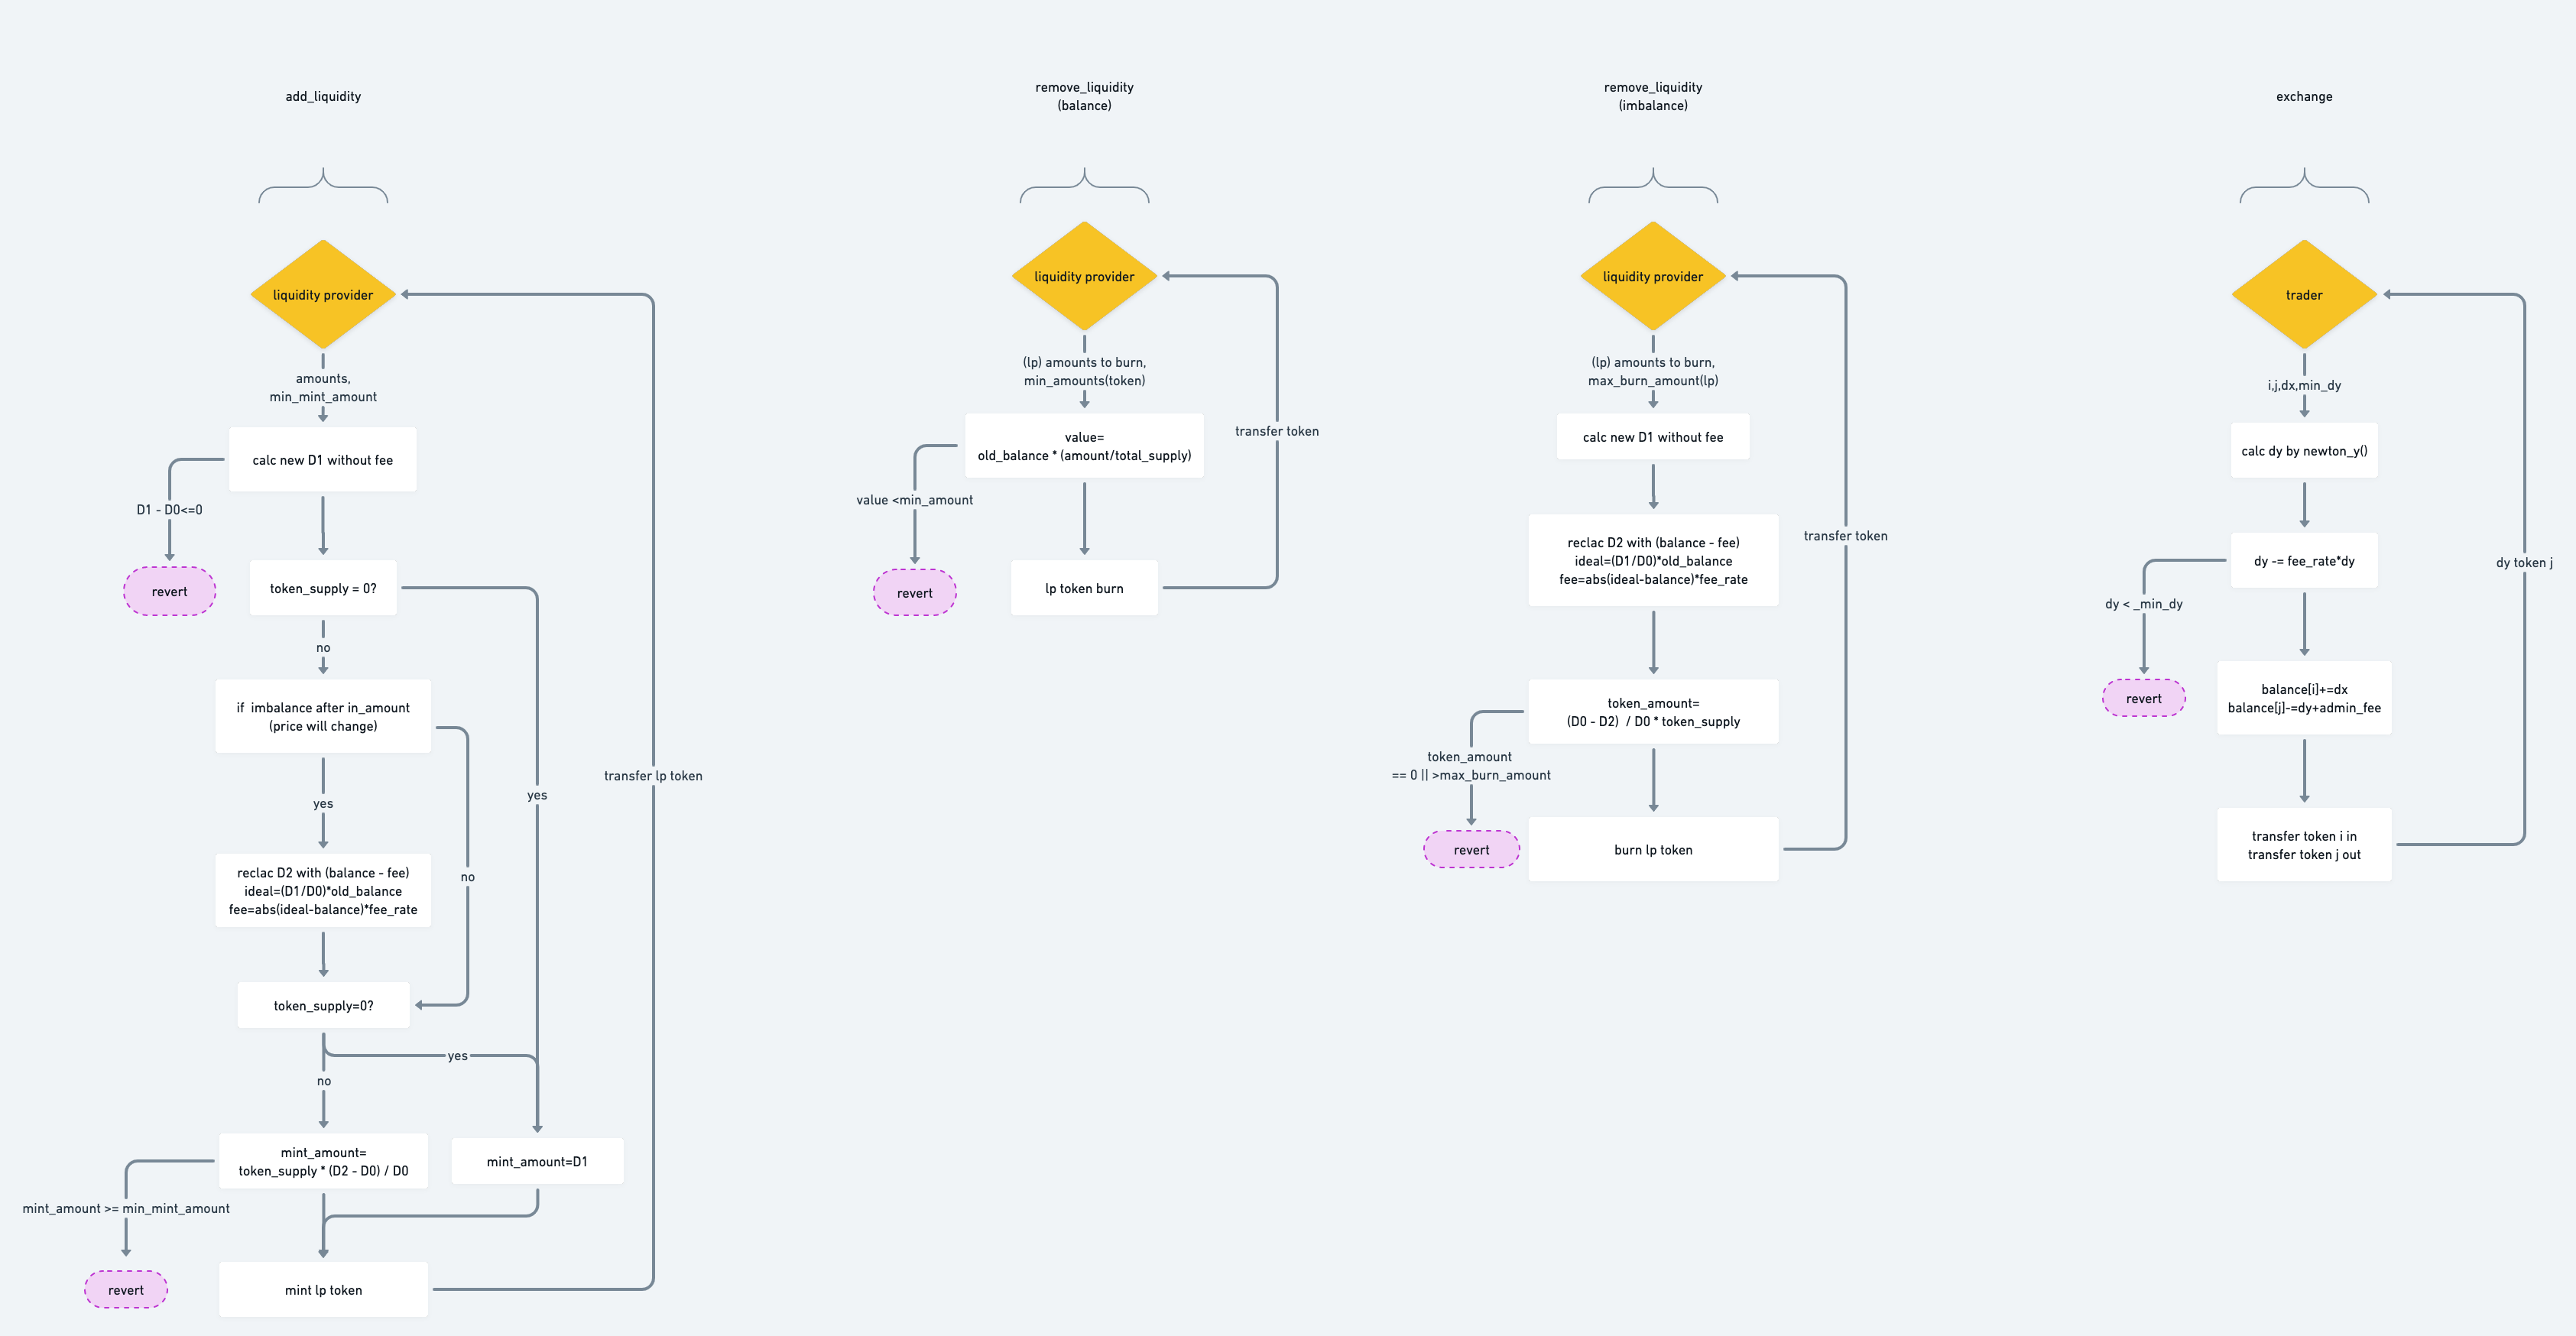 add_liquidity
liquidity provider
amounts,
min_mint_amount
calc new D1 without fee
D1 - D0<=0
revert
token_supply = 0?
no
yes
if  imbalance after in_amount
(price will change)
yes
no
reclac D2 with (balance - fee)
ideal=(D1/D0)*old_balance
fee=abs(ideal-balance)*fee_rate
token_supply=0?
yes
no
mint_amount=
token_supply * (D2 - D0) / D0
mint_amount=D1
mint_amount >= min_mint_amount
revert
mint lp token
transfer lp token
remove_liquidity
(balance)
liquidity provider
(lp) amounts to burn,
min_amounts(token)
value=
old_balance * (amount/total_supply)
value <min_amount
revert
lp token burn
transfer token
remove_liquidity
(imbalance)
liquidity provider
(lp) amounts to burn,
max_burn_amount(lp)
calc new D1 without fee
reclac D2 with (balance - fee)
ideal=(D1/D0)*old_balance
fee=abs(ideal-balance)*fee_rate
token_amount=
(D0 - D2)  / D0 * token_supply
token_amount
== 0 || >max_burn_amount
revert
burn lp token
transfer token
exchange
trader
i,j,dx,min_dy
calc dy by newton_y()
dy -= fee_rate*dy
dy < _min_dy
revert
balance[i]+=dx
balance[j]-=dy+admin_fee
transfer token i in
transfer token j out
dy token j